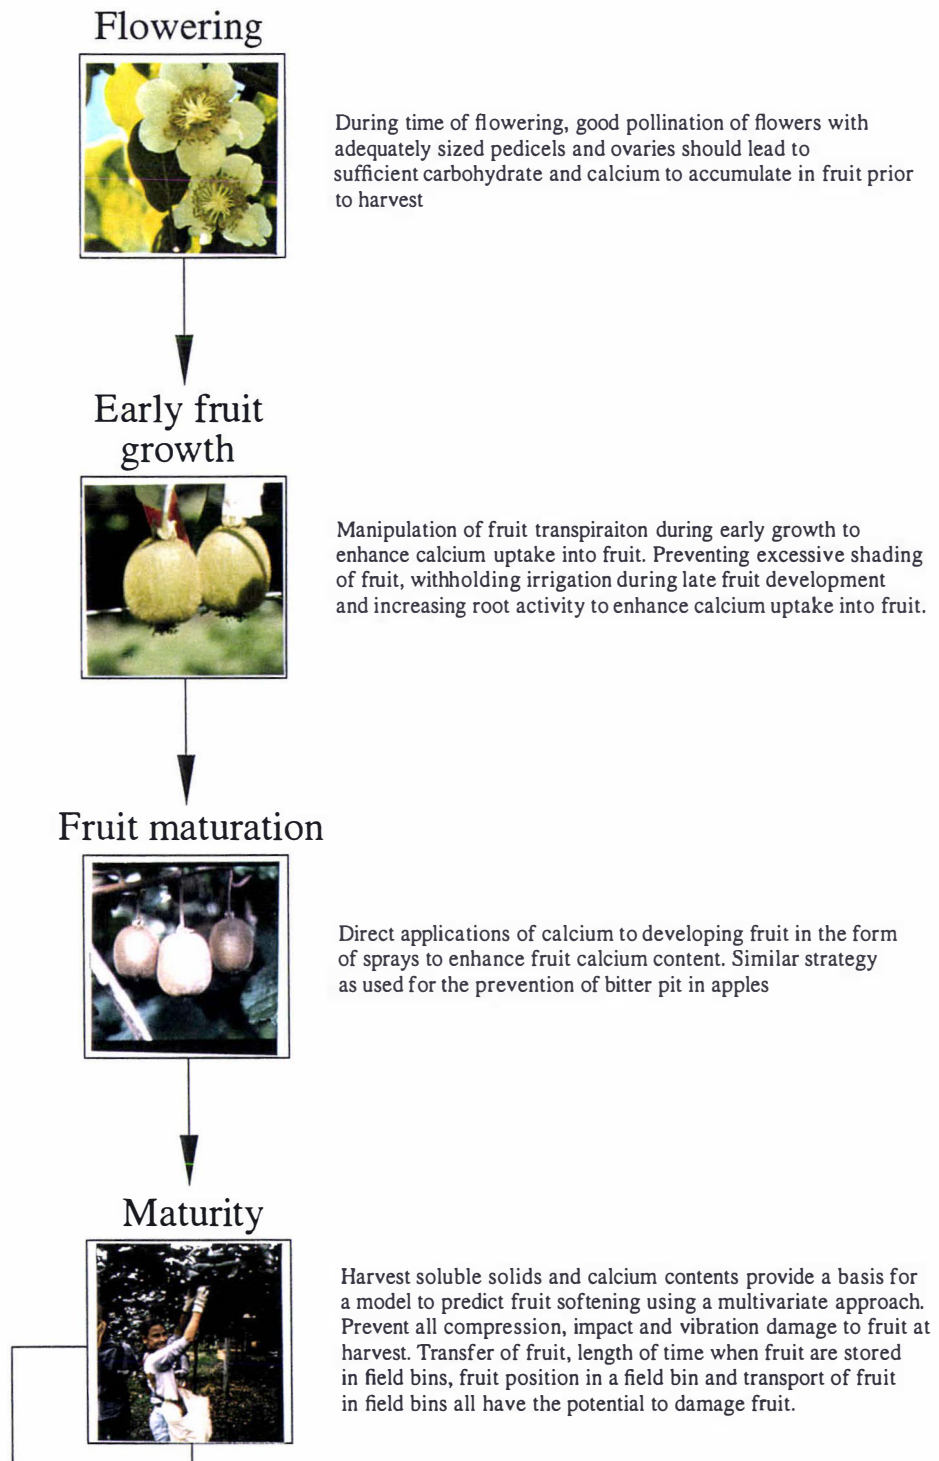 Flowering
During time of flowering, good pollination of flowers with
adequately sized pedicels and ovaries should lead to
sufficient carbohydrate and calcium to accumulate in fruit prior
to harvest
Early fruit
growth
Manipulation of fruit transpiraiton during early growth to
enhance calcium uptake into fruit. Preventing excessive shading
of fruit, withholding irrigation during late fruit development
and increasing root activity to enhance calcium uptake into fruit.
Fruit maturation
Direct applications of calcium to developing fruit in the form
of sprays to enhance fruit calcium content. Similar strategy
as used for the prevention of bitter pit in apples
Maturity
Harvest soluble solids and calcium contents provide a basis for
a model to predict fruit softening using a multivariate approach.
Prevent all compression, impact and vibration damage to fruit at
harvest. Transfer of fruit, length of time when fruit are stored
in field bins, fruit position in a field bin and transport of fruit
in field bins all have the potential to damage fruit.